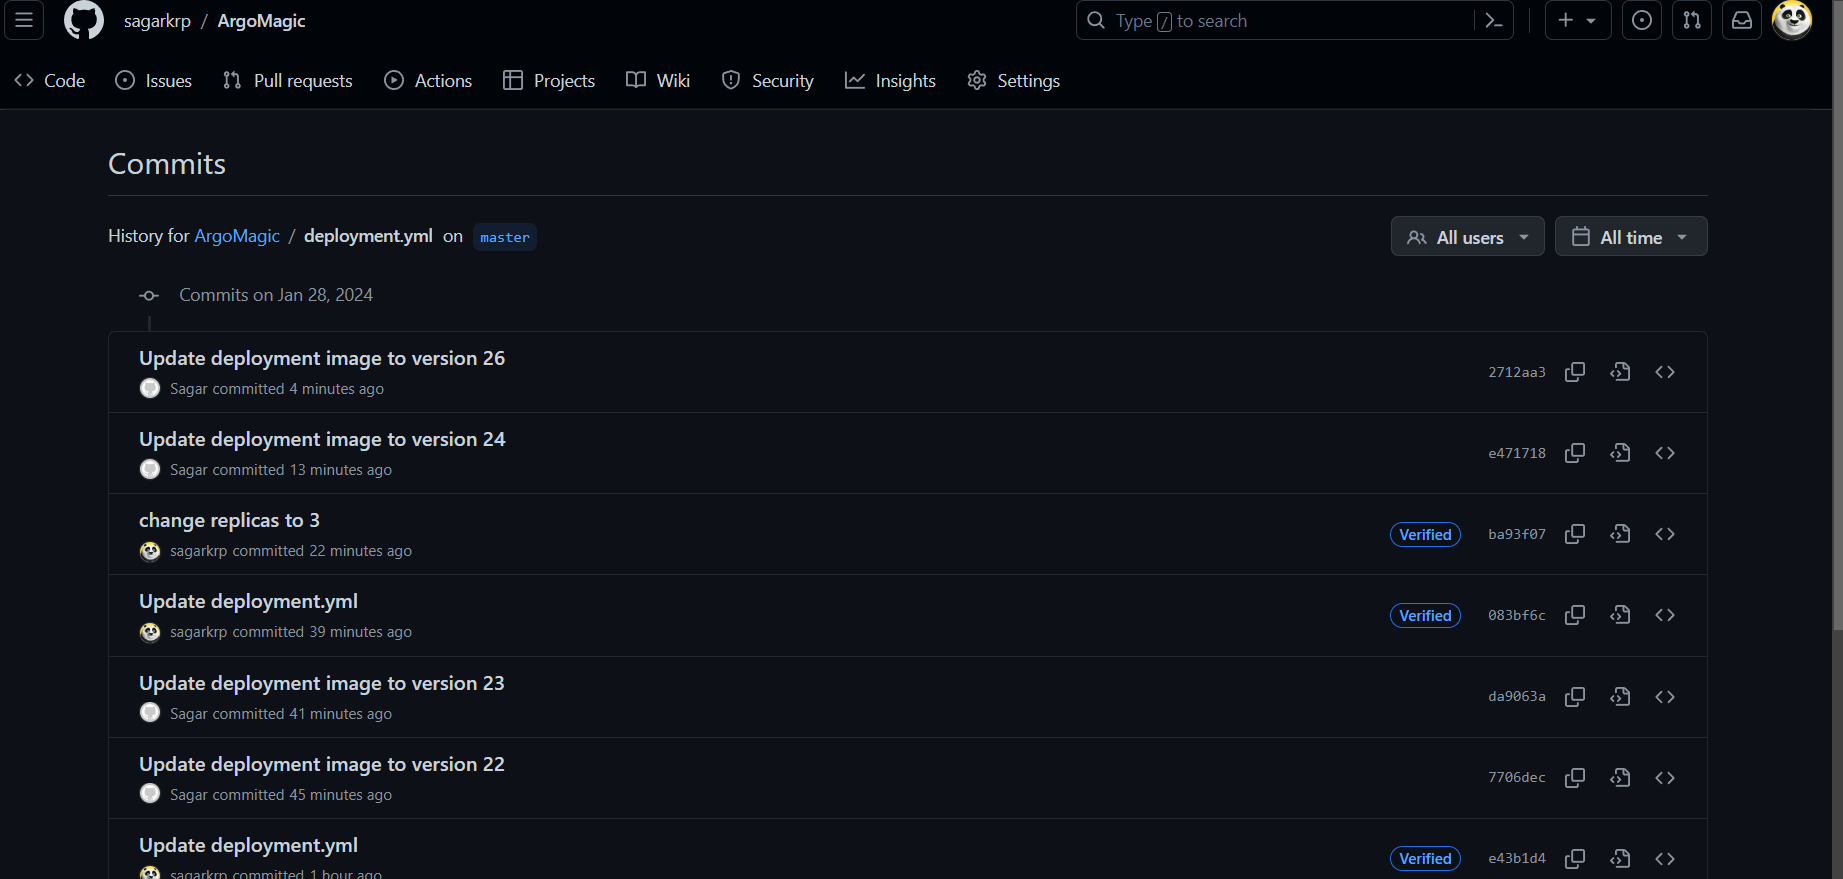 sagarkrp / ArgoMagic
Type / to search
Code Issues Pull requests Actions Projects Wiki Security Insights Settings
Commits
History for ArgoMagic / deployment.yml on master
All users All time
Commits on Jan 28, 2024
Update deployment image to version 26
Sagar committed 4 minutes ago
2712aa3
Update deployment image to version 24
Sagar committed 13 minutes ago
e471718
change replicas to 3
sagarkrp committed 22 minutes ago
Verified ba93f07
Update deployment.yml
sagarkrp committed 39 minutes ago
Verified 083bf6c
Update deployment image to version 23
Sagar committed 41 minutes ago
da9063a
Update deployment image to version 22
Sagar committed 45 minutes ago
7706dec
Update deployment.yml
sagarkrp committed 1 hour ago
Verified e43b1d4